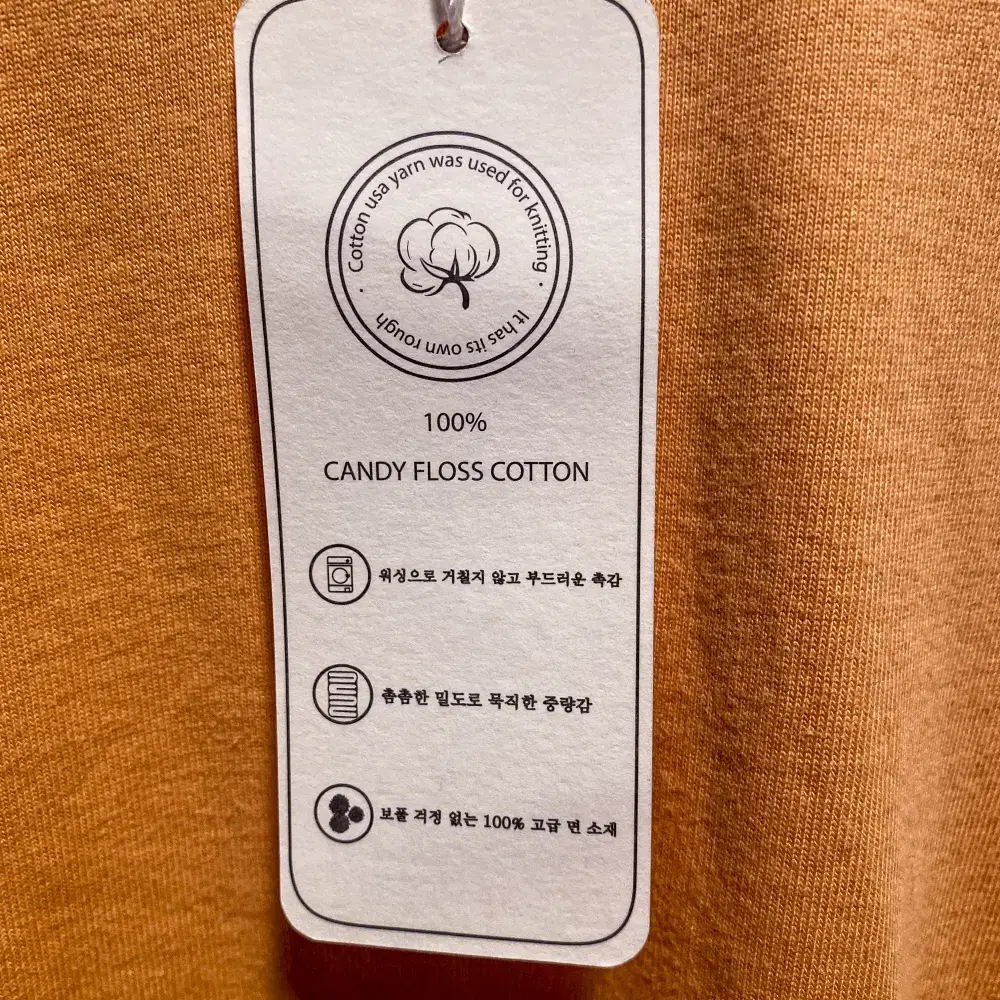 Cotton usa yarn was used for knitting
It has its own rough
100%
CANDY FLOSS COTTON
워싱으로 거칠지 않고 부드러운 촉감
촘촘한 밀도로 묵직한 중량감
보풀 걱정 없는 100% 고급 면 소재